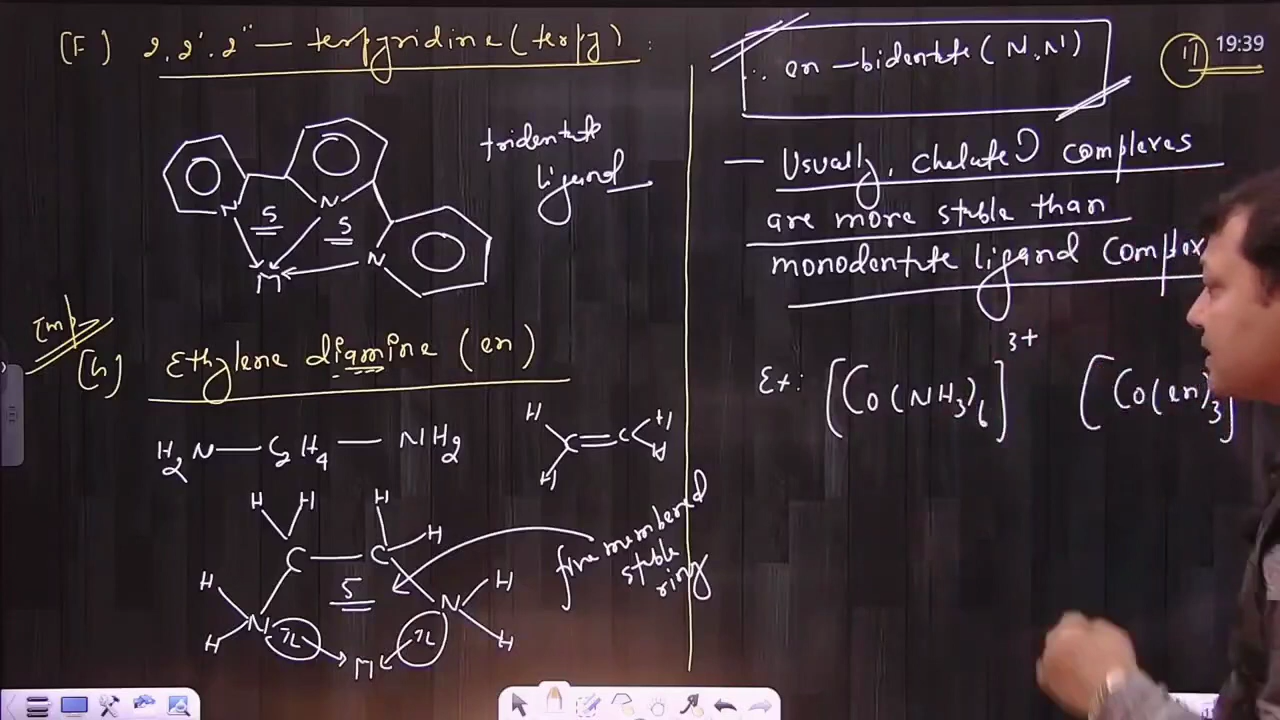 (F) 2,2'.2" — terpyridine (terpy) :
tridentate
ligand
N
N
N
5
5
M
Imp
(h) Ethylene diamine (en)
H2N — C2H4 — NH2
H
H
C = C
H
H
H H
H
H
C — C
5
five membered
stable
ring
H
H
N
N
H
H
M
.. en - bidentate (N, N')
11
19:39
— Usually, chelate) complexes
are more stable than
monodentate ligand complex
Ex: [Co(NH3)6]3+ [Co(en)3]